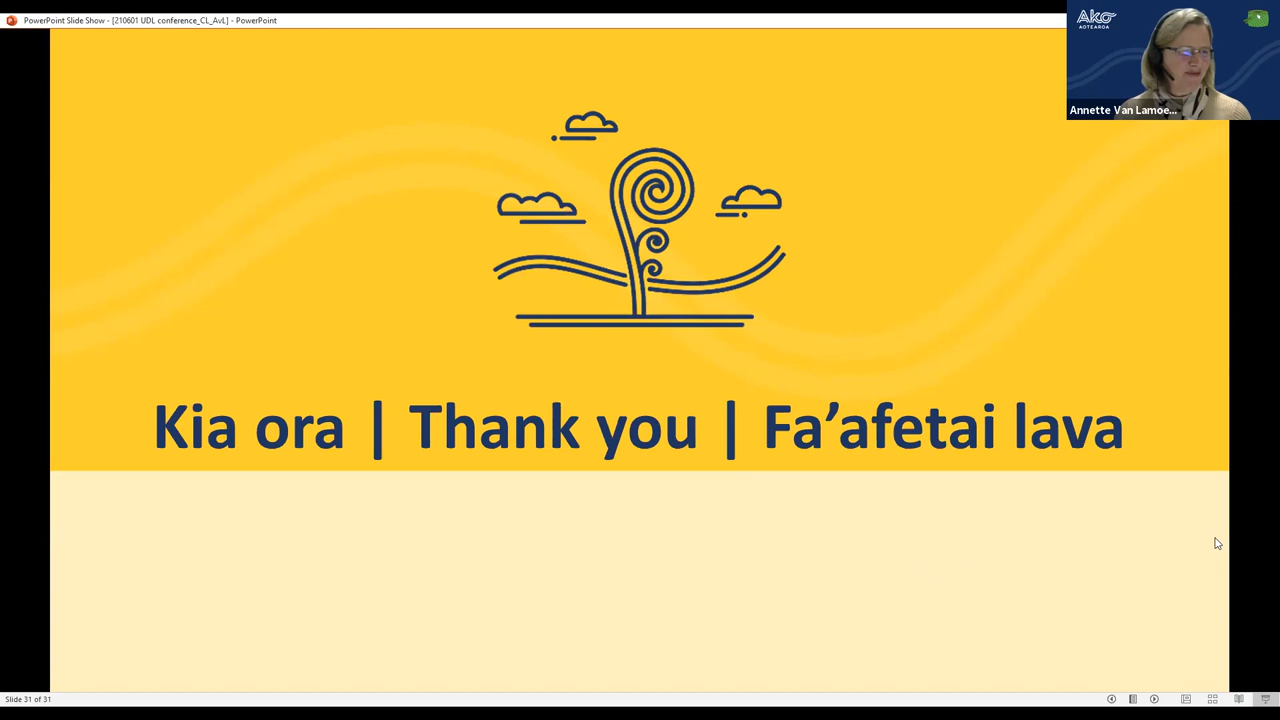 PowerPoint Slide Show - [210601 UDL conference_CL_AvL] - PowerPoint
Ako
AOTEAROA
Annette Van Lamoe...
Kia ora | Thank you | Fa’afetai lava
Slide 31 of 31